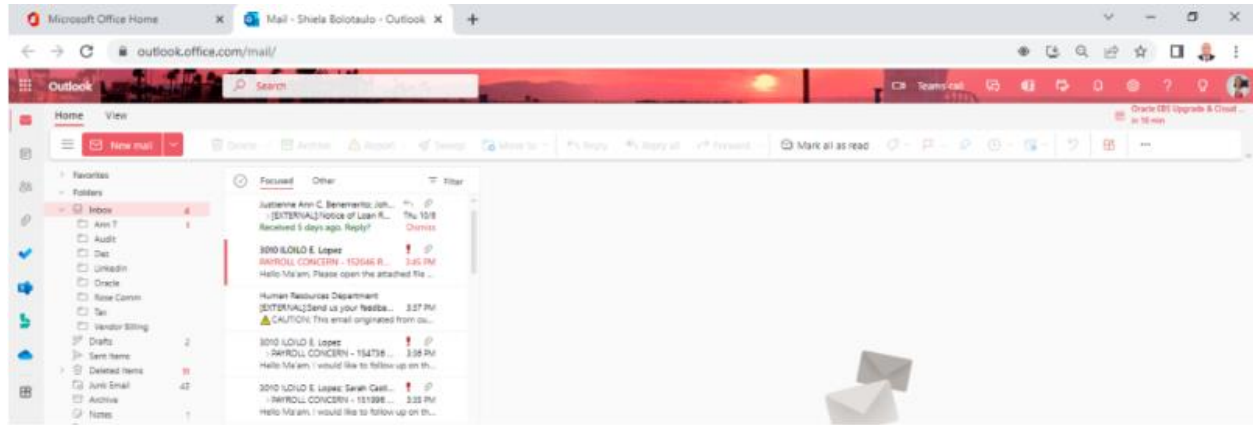 Microsoft Office Home
Mail - Shiela Bolotaulo - Outlook
outlook.office.com/mail/
Outlook
Search
Teams call
Home View
Oracle EBS Upgrade & Cloud ...
in 10 min
New mail
Delete Archive Report Sweep Move to Reply Reply all Forward Mark all as read
Favorites
Folders
Inbox 4
Ann T 1
Audit
Das
Linkedin
Oracle
Rose Comm
Tax
Vendor Billing
Drafts 2
Sent Items
Deleted Items
Junk Email
Archive
Notes
Focused Other Filter
Justienne Ann C. Benemerito; Joh...
[EXTERNAL]Notice of Loan R... Thu 10/8
Received 5 days ago. Reply? Dismiss
3010 ILOILO E. Lopez
PAYROLL CONCERN - 152046 R... 3:45 PM
Hello Ma'am, Please open the attached file ...
Human Resources Department
[EXTERNAL]Send us your feedba... 3:37 PM
CAUTION: This email originated from ou...
3010 ILOILO E. Lopez
PAYROLL CONCERN - 154736 ... 3:36 PM
Hello Ma'am, I would like to follow up on th...
3010 ILOILO E. Lopez; Sarah Cast...
PAYROLL CONCERN - 151996 ... 3:35 PM
Hello Ma'am, I would like to follow up on th...